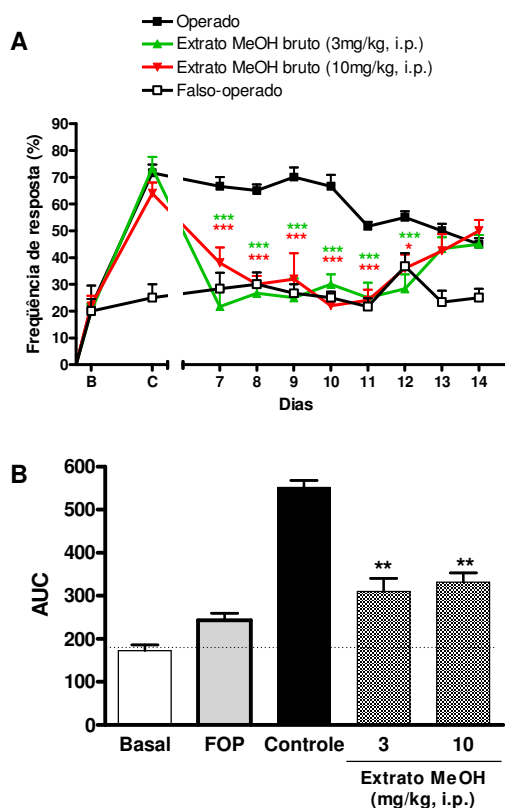 A
Operado
Extrato MeOH bruto (3mg/kg, i.p.)
Extrato MeOH bruto (10mg/kg, i.p.)
Falso-operado
Freqüência de resposta (%)
90
80
70
60
50
40
30
20
10
0
***
***
***
***
***
***
***
***
***
***
***
*
B C 7 8 9 10 11 12 13 14
Dias
B
AUC
600
500
400
300
200
100
0
** **
Basal FOP Controle 3 10
Extrato MeOH
(mg/kg, i.p.)